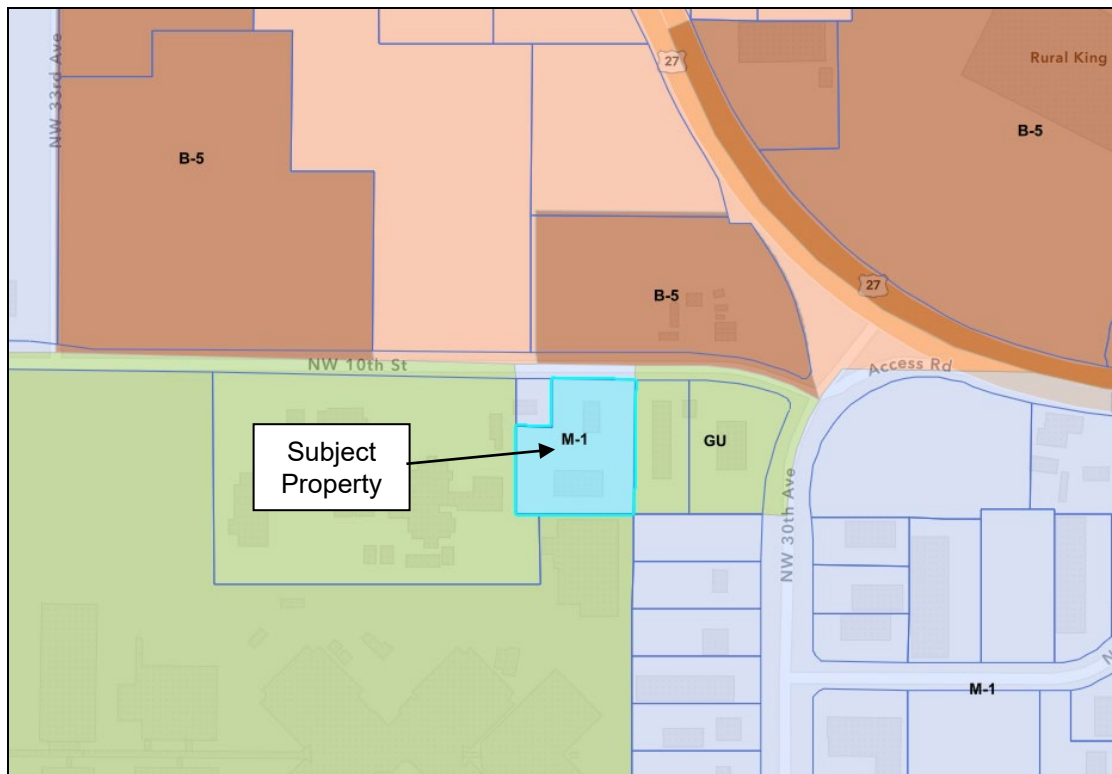 27
Rural King
NW 33rd Ave
B-5
B-5
B-5
27
NW 10th St
Access Rd
Subject
Property
M-1
GU
NW 30th Ave
M-1
N